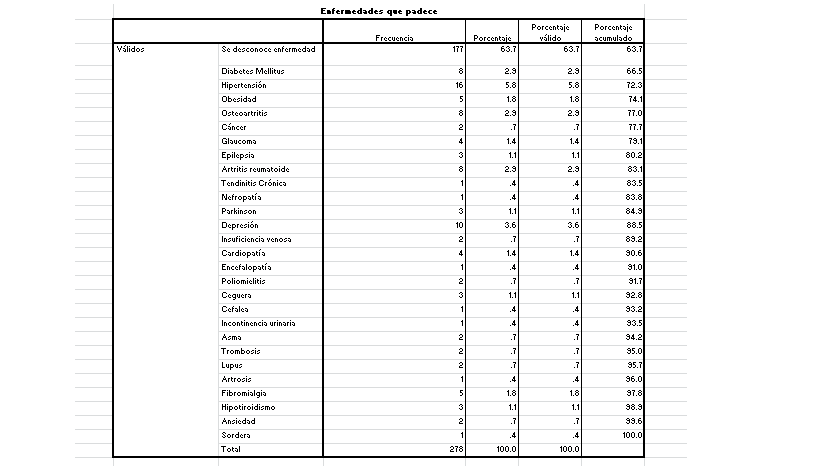 Enfermedades que padece
Frecuencia Porcentaje Porcentaje válido Porcentaje acumulado
Válidos Se desconoce enfermedad 177 63.7 63.7 63.7
Diabetes Mellitus 8 2.9 2.9 66.5
Hipertensión 16 5.8 5.8 72.3
Obesidad 5 1.8 1.8 74.1
Osteoartritis 8 2.9 2.9 77.0
Cáncer 2 .7 .7 77.7
Glaucoma 4 1.4 1.4 79.1
Epilepsia 3 1.1 1.1 80.2
Artritis reumatoide 8 2.9 2.9 83.1
Tendinitis Crónica 1 .4 .4 83.5
Nefropatía 1 .4 .4 83.8
Parkinson 3 1.1 1.1 84.9
Depresión 10 3.6 3.6 88.5
Insuficiencia venosa 2 .7 .7 89.2
Cardiopatía 4 1.4 1.4 90.6
Encefalopatía 1 .4 .4 91.0
Poliomielitis 2 .7 .7 91.7
Ceguera 3 1.1 1.1 92.8
Cefalea 1 .4 .4 93.2
Incontinencia urinaria 1 .4 .4 93.5
Asma 2 .7 .7 94.2
Trombosis 2 .7 .7 95.0
Lupus 2 .7 .7 95.7
Artrosis 1 .4 .4 96.0
Fibromialgia 5 1.8 1.8 97.8
Hipotiroidismo 3 1.1 1.1 98.9
Ansiedad 2 .7 .7 99.6
Sordera 1 .4 .4 100.0
Total 278 100.0 100.0